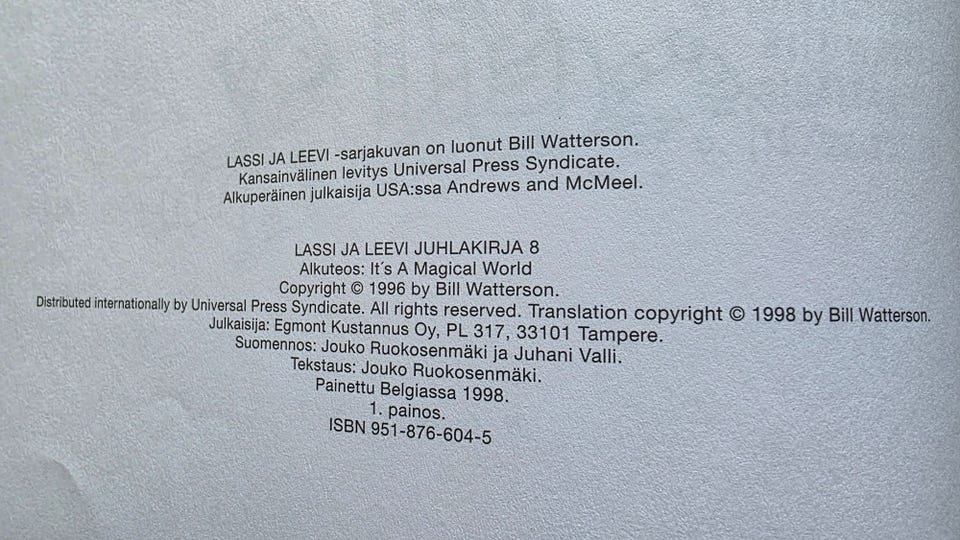 LASSI JA LEEVI -sarjakuvan on luonut Bill Watterson.
Kansainvälinen levitys Universal Press Syndicate.
Alkuperäinen julkaisija USA:ssa Andrews and McMeel.
LASSI JA LEEVI JUHLAKIRJA 8
Alkuteos: It´s A Magical World
Copyright © 1996 by Bill Watterson.
Distributed internationally by Universal Press Syndicate. All rights reserved. Translation copyright © 1998 by Bill Watterson.
Julkaisija: Egmont Kustannus Oy, PL 317, 33101 Tampere.
Suomennos: Jouko Ruokosenmäki ja Juhani Valli.
Tekstaus: Jouko Ruokosenmäki.
Painettu Belgiassa 1998.
1. painos.
ISBN 951-876-604-5